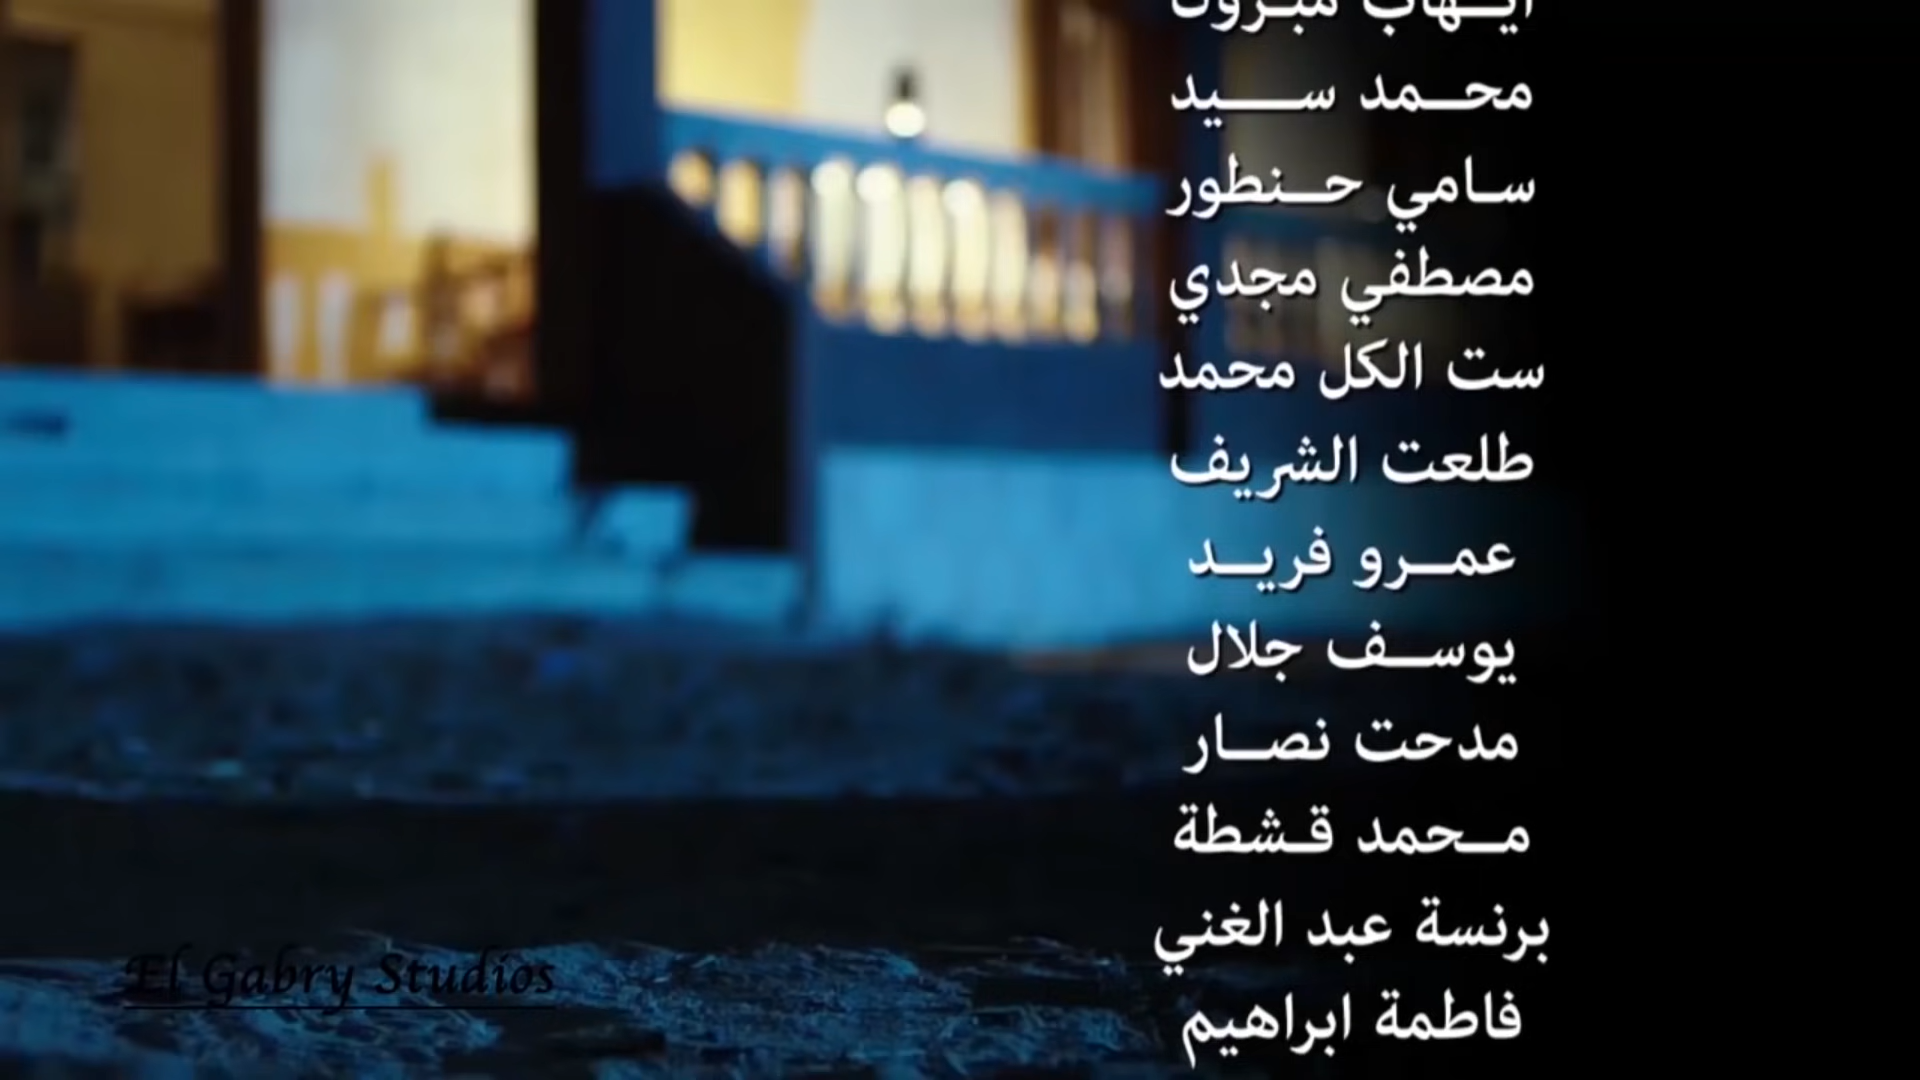 محمد سيد
سامي حنطور
مصطفي مجدي
ست الكل محمد
طلعت الشريف
عمرو فريد
يوسف جلال
مدحت نصار
محمد قشطة
برنسة عبد الغني
فاطمة ابراهيم
El Gabry Studios